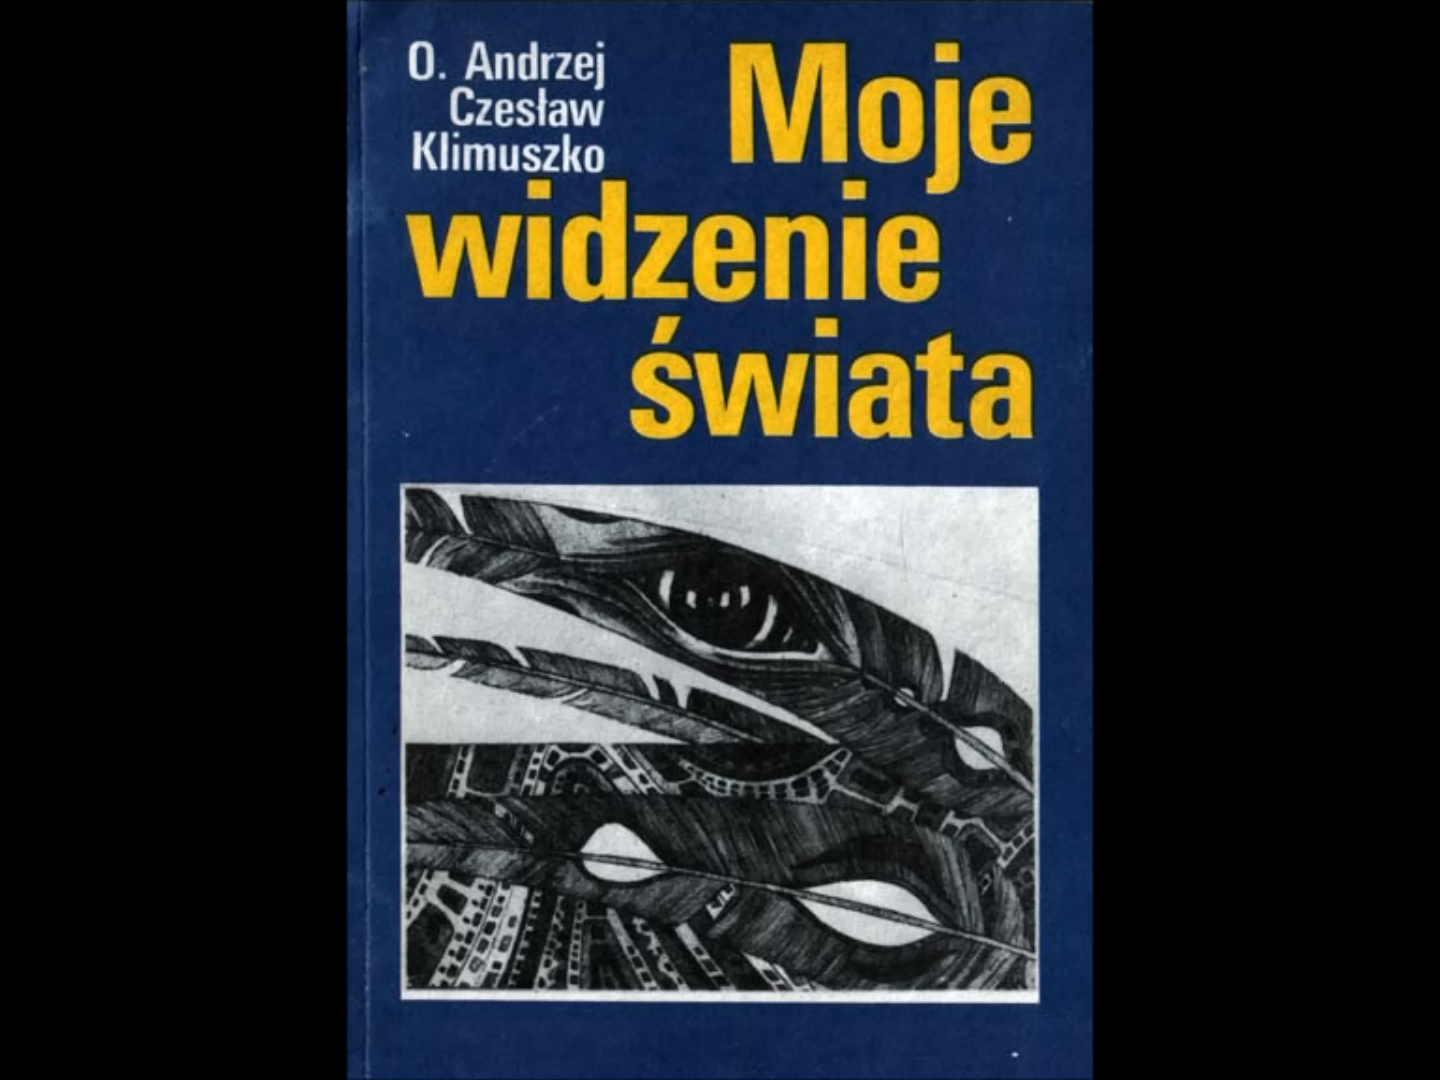 O. Andrzej
Czesław
Klimuszko
Moje
widzenie
świata